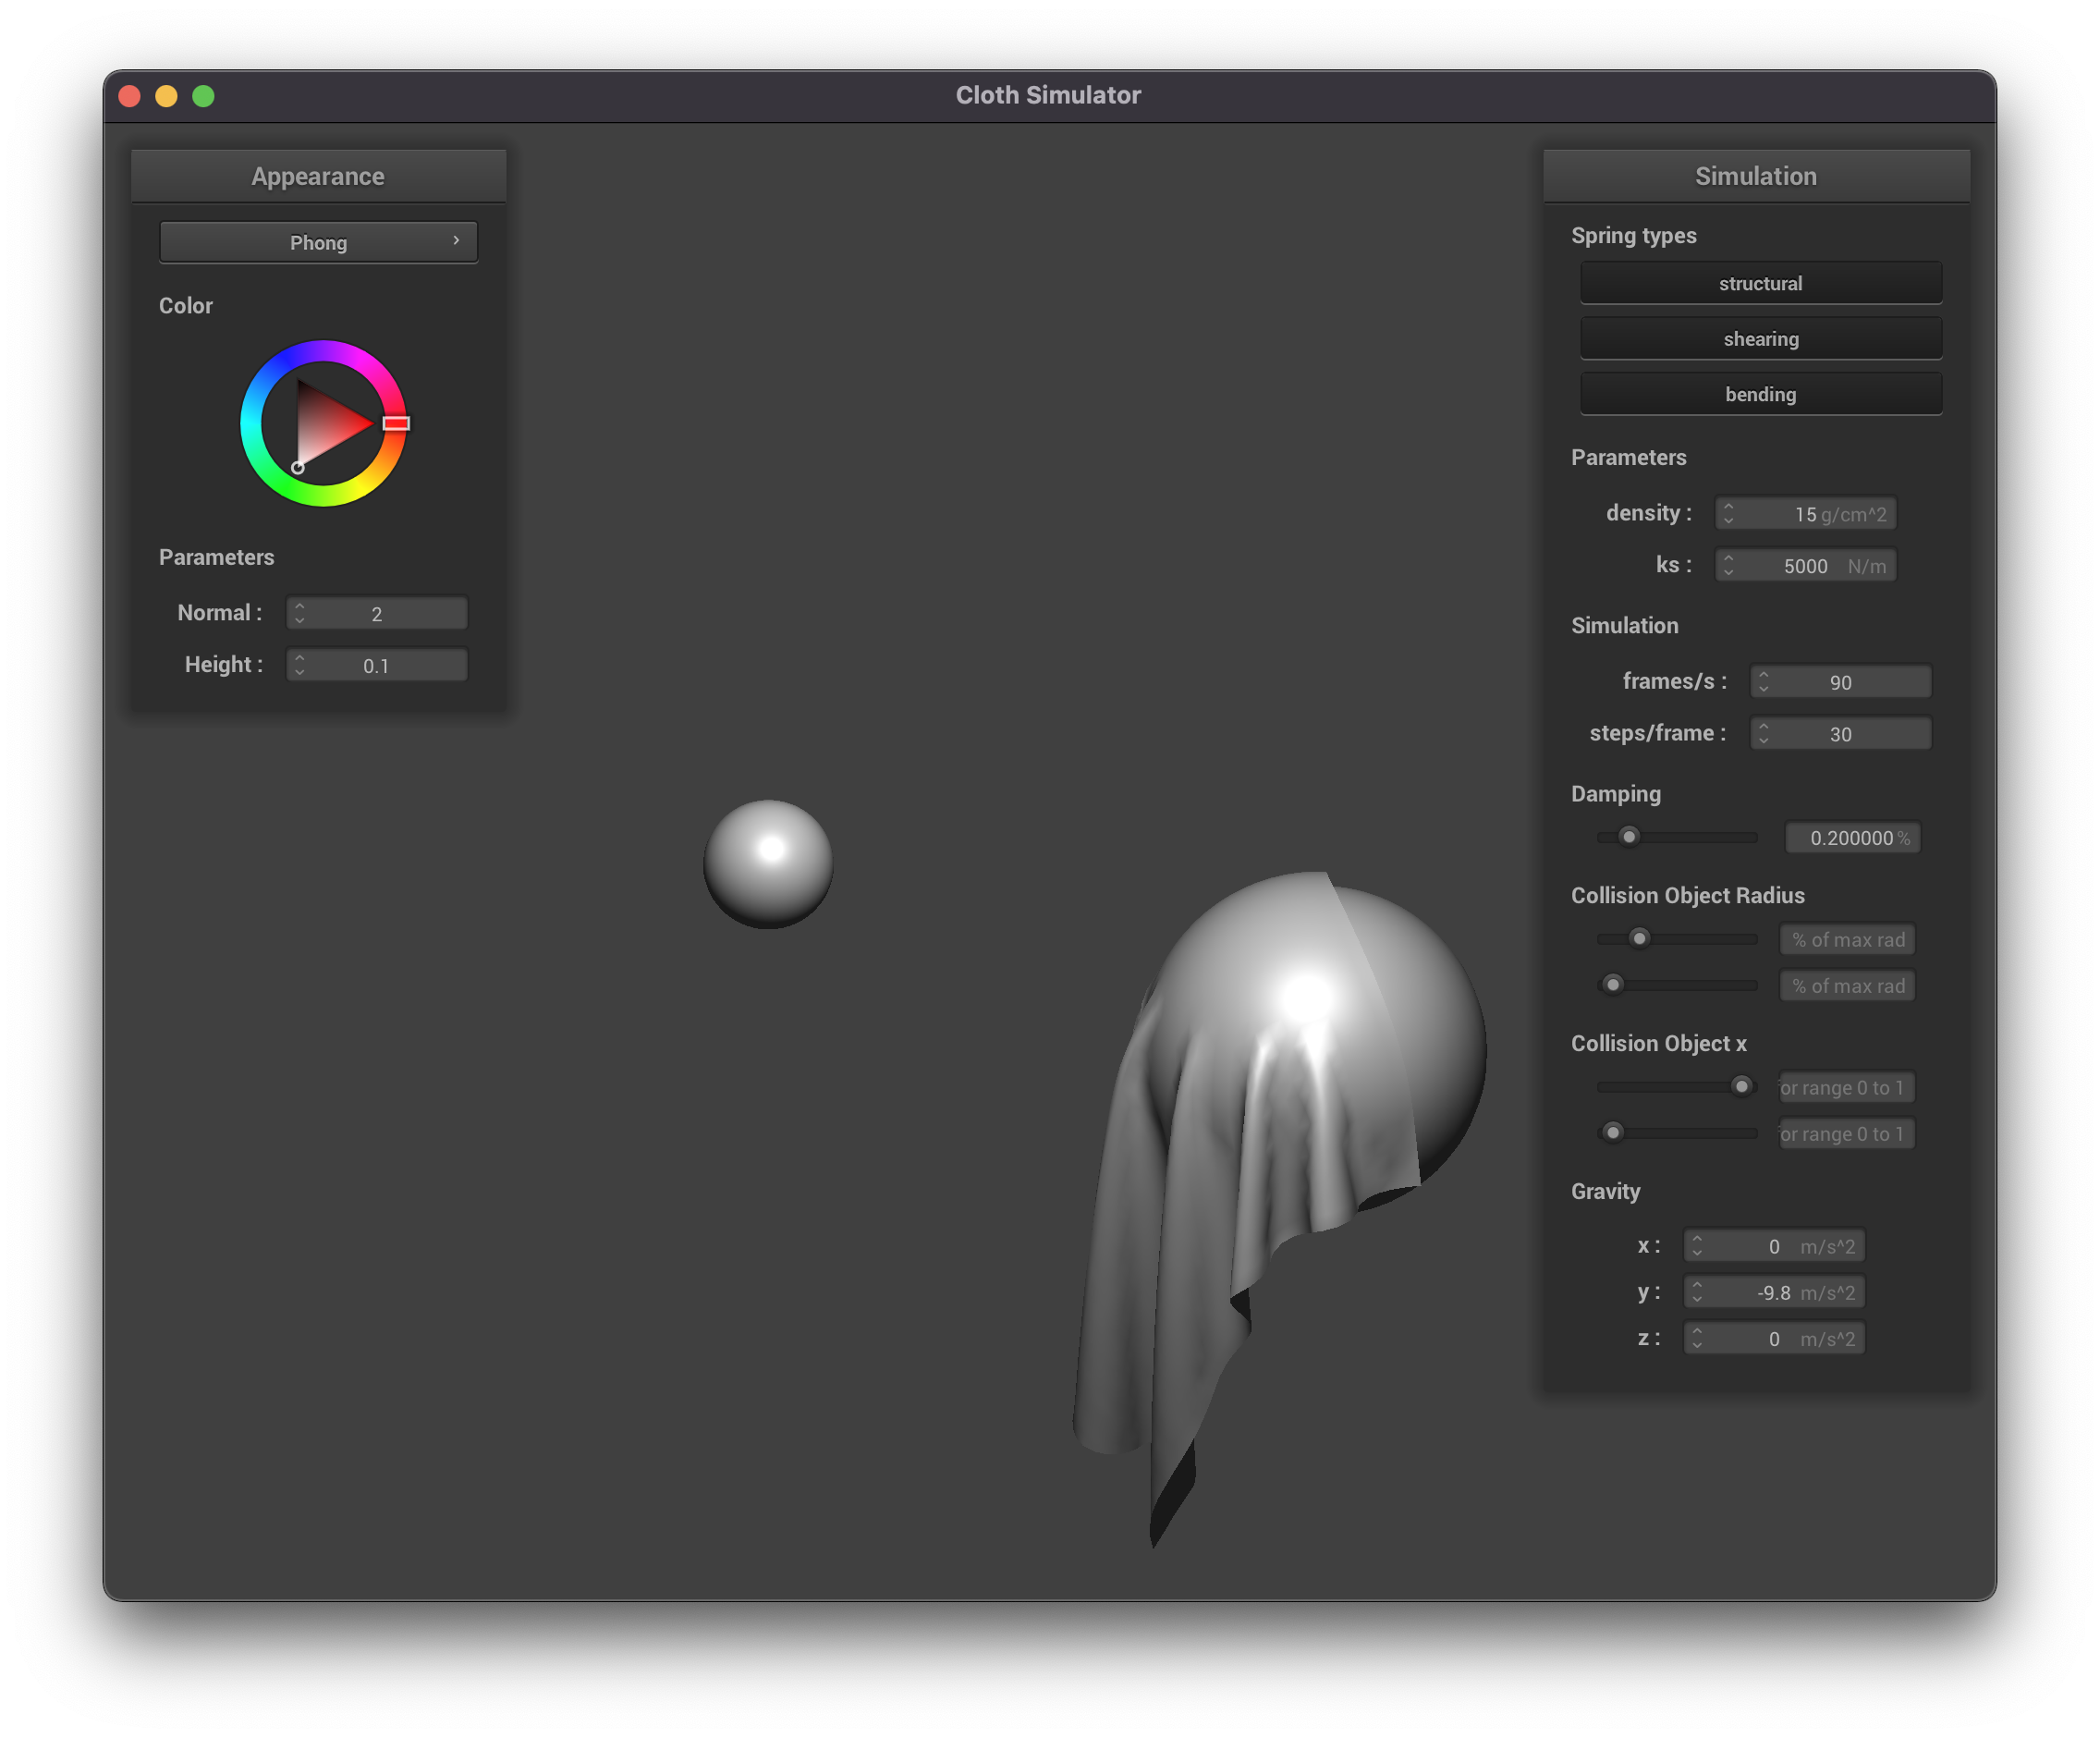 Cloth Simulator
Appearance
Phong
Color
Parameters
Normal : 2
Height : 0.1
Simulation
Spring types
structural
shearing
bending
Parameters
density : 15 g/cm^2
ks : 5000 N/m
Simulation
frames/s : 90
steps/frame : 30
Damping
0.200000 %
Collision Object Radius
% of max rad
% of max rad
Collision Object x
or range 0 to 1
or range 0 to 1
Gravity
x : 0 m/s^2
y : -9.8 m/s^2
z : 0 m/s^2